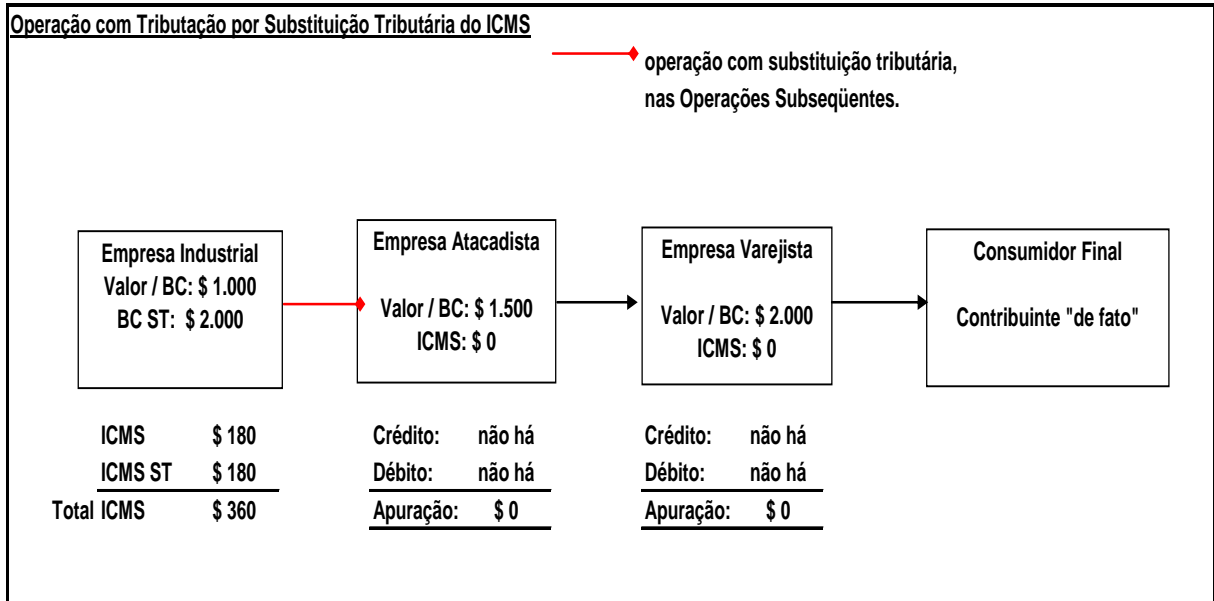 Operação com Tributação por Substituição Tributária do ICMS
operação com substituição tributária,
nas Operações Subseqüentes.
Empresa Industrial
Valor / BC: $ 1.000
BC ST: $ 2.000
Empresa Atacadista
Valor / BC: $ 1.500
ICMS: $ 0
Empresa Varejista
Valor / BC: $ 2.000
ICMS: $ 0
Consumidor Final
Contribuinte "de fato"
ICMS $ 180
ICMS ST $ 180
Total ICMS $ 360
Crédito: não há
Débito: não há
Apuração: $ 0
Crédito: não há
Débito: não há
Apuração: $ 0